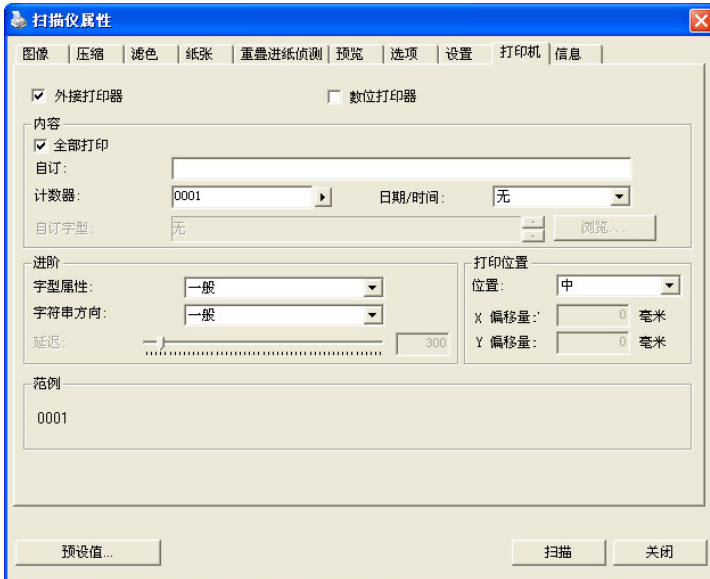 扫描仪属性
图像 压缩 滤色 纸张 重叠进纸侦测 预览 选项 设置 打印机 信息
外接打印器 数位打印器
内容
全部打印
自订:
计数器: 0001 日期/时间: 无
自订字型: 无 浏览...
进阶 打印位置
字型属性: 一般 位置: 中
字符串方向: 一般 X 偏移量: 0 毫米
延迟: 300 Y 偏移量: 0 毫米
范例
0001
预设值... 扫描 关闭